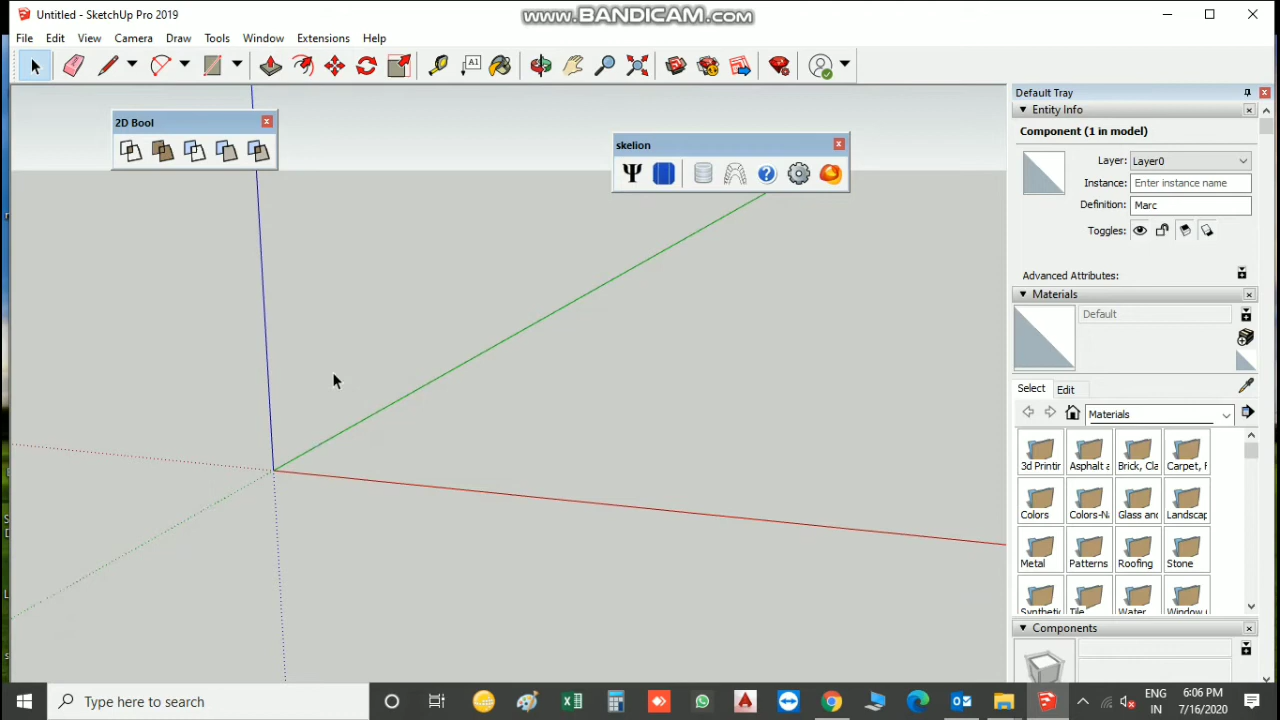 Untitled - SketchUp Pro 2019
www.BANDICAM.com
File Edit View Camera Draw Tools Window Extensions Help
A1
Default Tray
Entity Info
Component (1 in model)
Layer: Layer0
Instance: Enter instance name
Definition: Marc
Toggles:
Advanced Attributes:
Materials
Default
Select Edit
Materials
3d Printir Asphalt a Brick, Cla Carpet, F
Colors Colors-Na Glass and Landscap
Metal Patterns Roofing Stone
Synthetic Tile Water Window
Components
2D Bool
skelion
Type here to search
ENG
IN
6:06 PM
7/16/2020